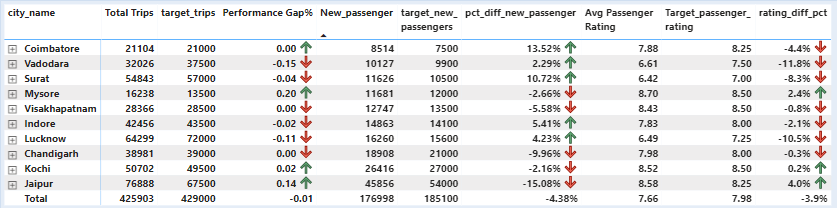 city_name Total Trips target_trips Performance Gap% New_passenger target_new_ passengers pct_diff_new_passenger Avg Passenger Rating Target_passenger_ rating rating_diff_pct
Coimbatore 21104 21000 0.00 8514 7500 13.52% 7.88 8.25 -4.4%
Vadodara 32026 37500 -0.15 10127 9900 2.29% 6.61 7.50 -11.8%
Surat 54843 57000 -0.04 11626 10500 10.72% 6.42 7.00 -8.3%
Mysore 16238 13500 0.20 11681 12000 -2.66% 8.70 8.50 2.4%
Visakhapatnam 28366 28500 0.00 12747 13500 -5.58% 8.43 8.50 -0.8%
Indore 42456 43500 -0.02 14863 14100 5.41% 7.83 8.00 -2.1%
Lucknow 64299 72000 -0.11 16260 15600 4.23% 6.49 7.25 -10.5%
Chandigarh 38981 39000 0.00 18908 21000 -9.96% 7.98 8.00 -0.3%
Kochi 50702 49500 0.02 26416 27000 -2.16% 8.52 8.50 0.2%
Jaipur 76888 67500 0.14 45856 54000 -15.08% 8.58 8.25 4.0%
Total 425903 429000 -0.01 176998 185100 -4.38% 7.66 7.98 -3.9%